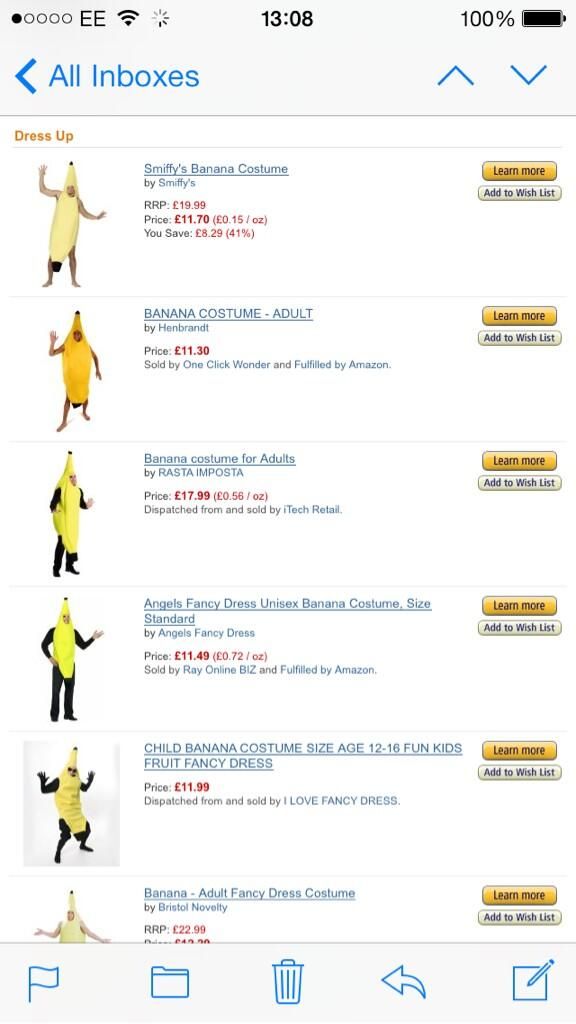 EE 13:08 100%
All Inboxes
Dress Up
Smiffy's Banana Costume
by Smiffy's
RRP: £19.99
Price: £11.70 (£0.15 / oz)
You Save: £8.29 (41%)
Learn more
Add to Wish List
BANANA COSTUME - ADULT
by Henbrandt
Price: £11.30
Sold by One Click Wonder and Fulfilled by Amazon.
Learn more
Add to Wish List
Banana costume for Adults
by RASTA IMPOSTA
Price: £17.99 (£0.56 / oz)
Dispatched from and sold by iTech Retail.
Learn more
Add to Wish List
Angels Fancy Dress Unisex Banana Costume, Size
Standard
by Angels Fancy Dress
Price: £11.49 (£0.72 / oz)
Sold by Ray Online BIZ and Fulfilled by Amazon.
Learn more
Add to Wish List
CHILD BANANA COSTUME SIZE AGE 12-16 FUN KIDS
FRUIT FANCY DRESS
Price: £11.99
Dispatched from and sold by I LOVE FANCY DRESS.
Learn more
Add to Wish List
Banana - Adult Fancy Dress Costume
by Bristol Novelty
RRP: £22.99
Learn more
Add to Wish List